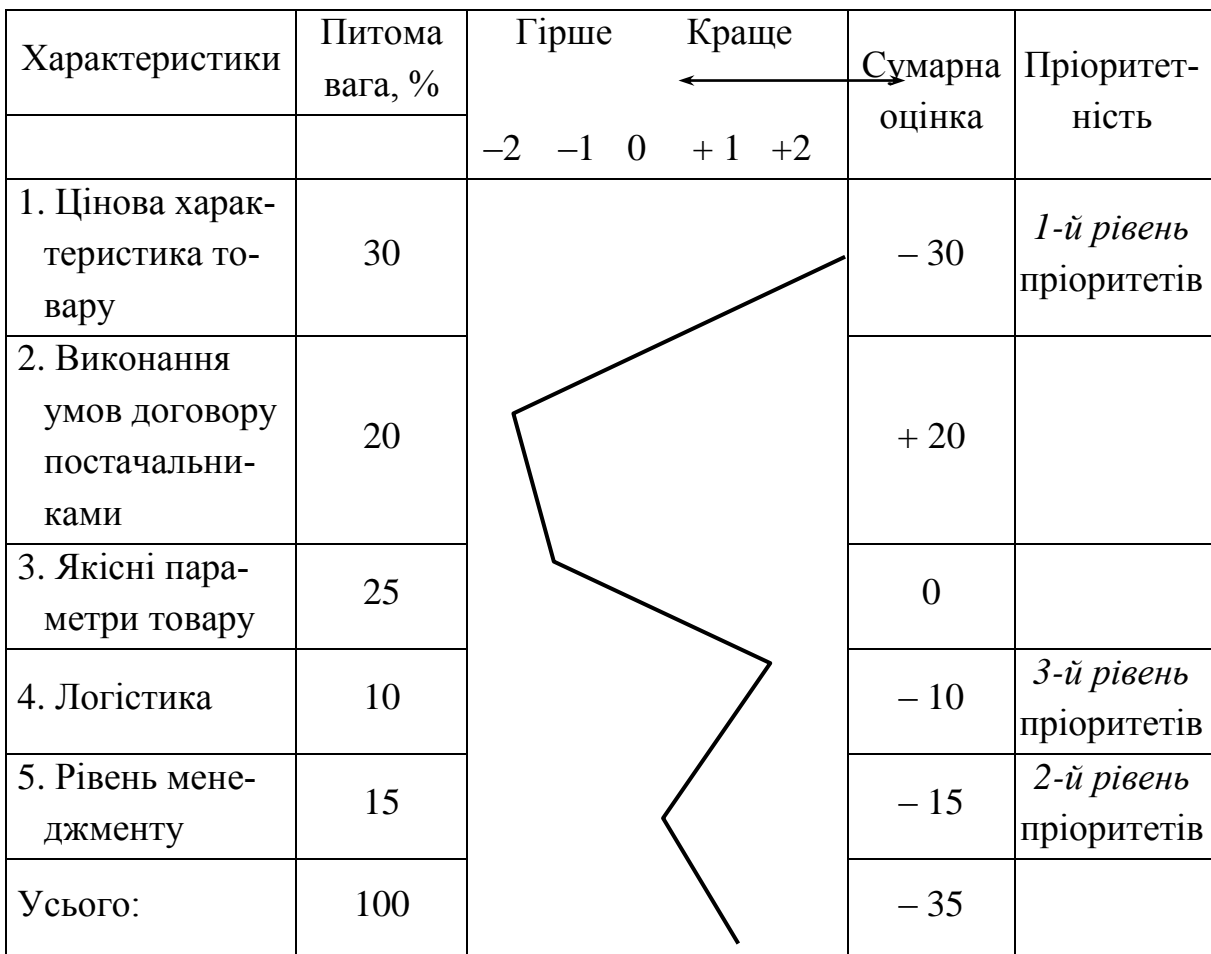 Характеристики
Питома
вага, %
Гірше Краще
–2 –1 0 + 1 +2
Сумарна
оцінка
Пріоритет-
ність
1. Цінова харак-
теристика то-
вару
30
– 30
1-й рівень
пріоритетів
2. Виконання
умов договору
постачальни-
ками
20
+ 20
3. Якісні пара-
метри товару
25
0
4. Логістика
10
– 10
3-й рівень
пріоритетів
5. Рівень мене-
джменту
15
– 15
2-й рівень
пріоритетів
Усього:
100
– 35